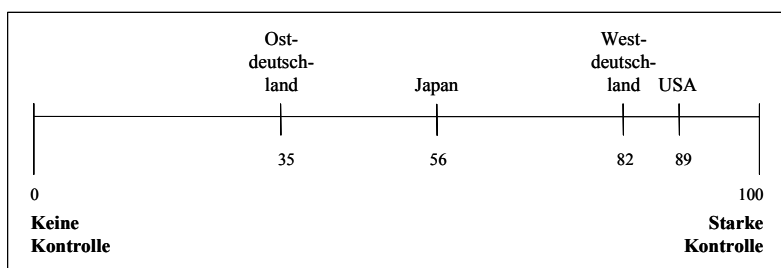 Ost-
deutsch-
land
Japan
West-
deutsch-
land
USA
35
56
82
89
0
100
Keine
Kontrolle
Starke
Kontrolle